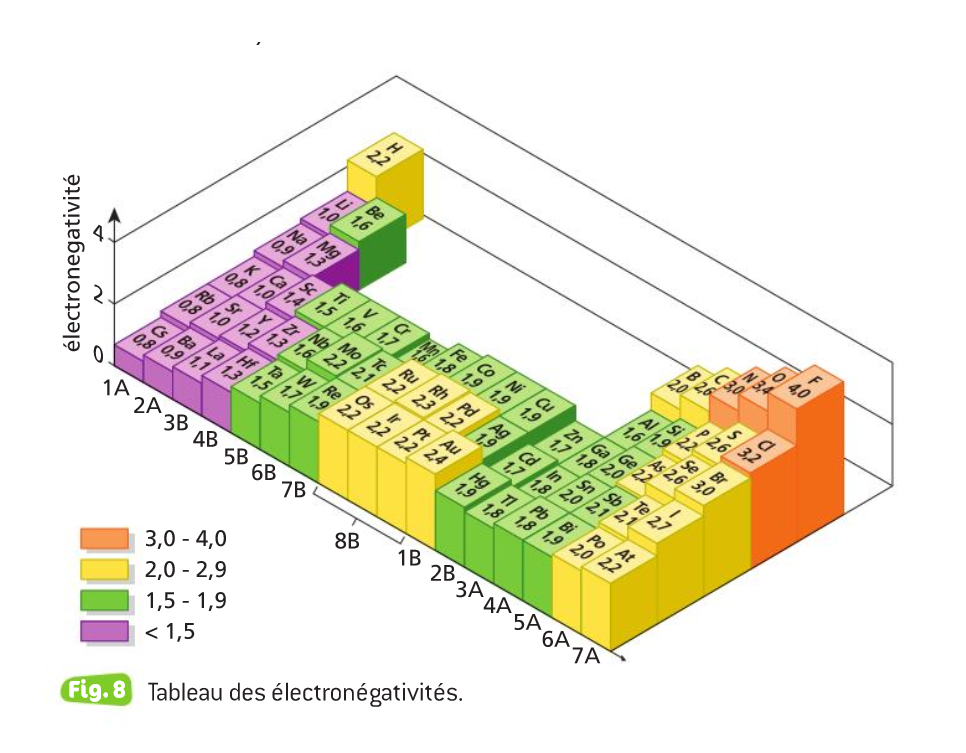 électronegativité
4
2
0
H
2,2
Li
1,0
Be
1,6
Na
0,9
Mg
1,3
K
0,8
Ca
1,0
Sc
1,4
Ti
1,5
V
1,6
Cr
1,7
Mn
1,6
Fe
1,8
Co
1,9
Ni
1,9
Cu
1,9
Zn
1,7
Ga
1,8
Ge
2,0
As
2,2
Se
2,6
Br
3,0
Rb
0,8
Sr
1,0
Y
1,2
Zr
1,3
Nb
1,6
Mo
2,2
Tc
2,1
Ru
2,2
Rh
2,3
Pd
2,2
Ag
1,9
Cd
1,7
In
1,8
Sn
2,0
Sb
2,1
Te
2,1
I
2,7
Cs
0,8
Ba
0,9
La
1,1
Hf
1,3
Ta
1,5
W
1,7
Re
1,9
Os
2,2
Ir
2,2
Pt
2,2
Au
2,4
Hg
1,9
Tl
1,8
Pb
1,8
Bi
1,9
Po
2,0
At
2,2
B
2,0
C
2,6
N
3,0
O
3,4
F
4,0
Al
1,6
Si
1,9
P
2,2
S
2,6
Cl
3,2
1A
2A
3B
4B
5B
6B
7B
8B
1B
2B
3A
4A
5A
6A
7A
3,0 - 4,0
2,0 - 2,9
1,5 - 1,9
< 1,5
Fig. 8 Tableau des électronégativités.